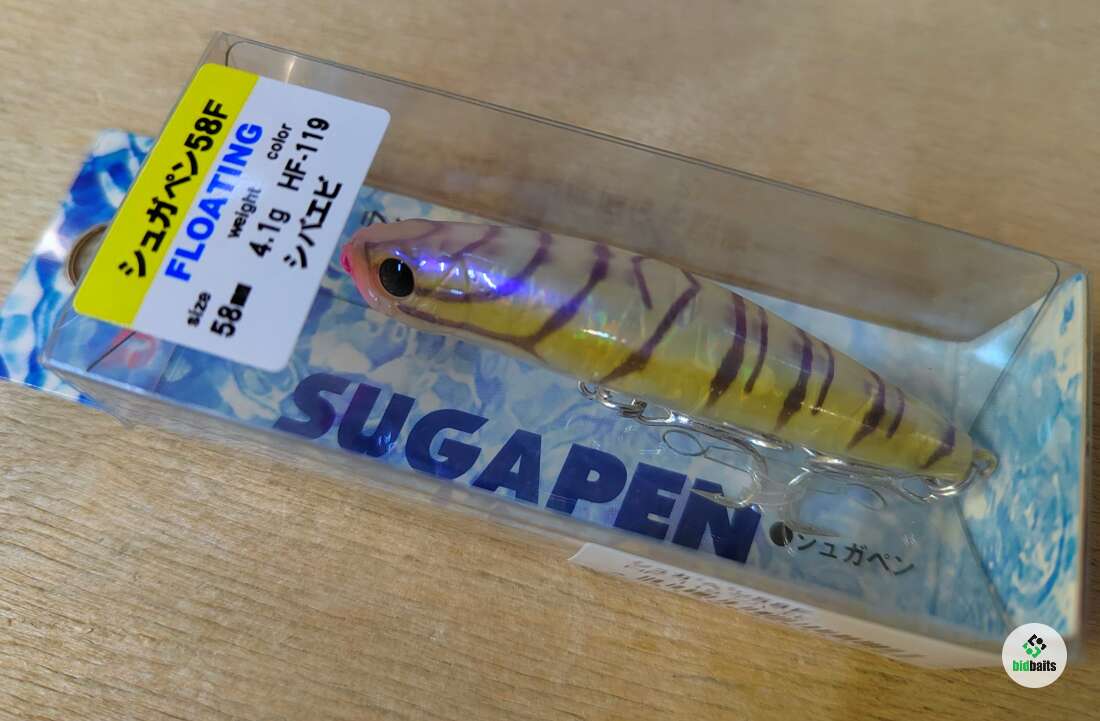 シュガペン58F
FLOATING
size weight color
58㎜ 4.1g HF-119
シバエビ
SUGAPEN
●シュガペン
bidbaits